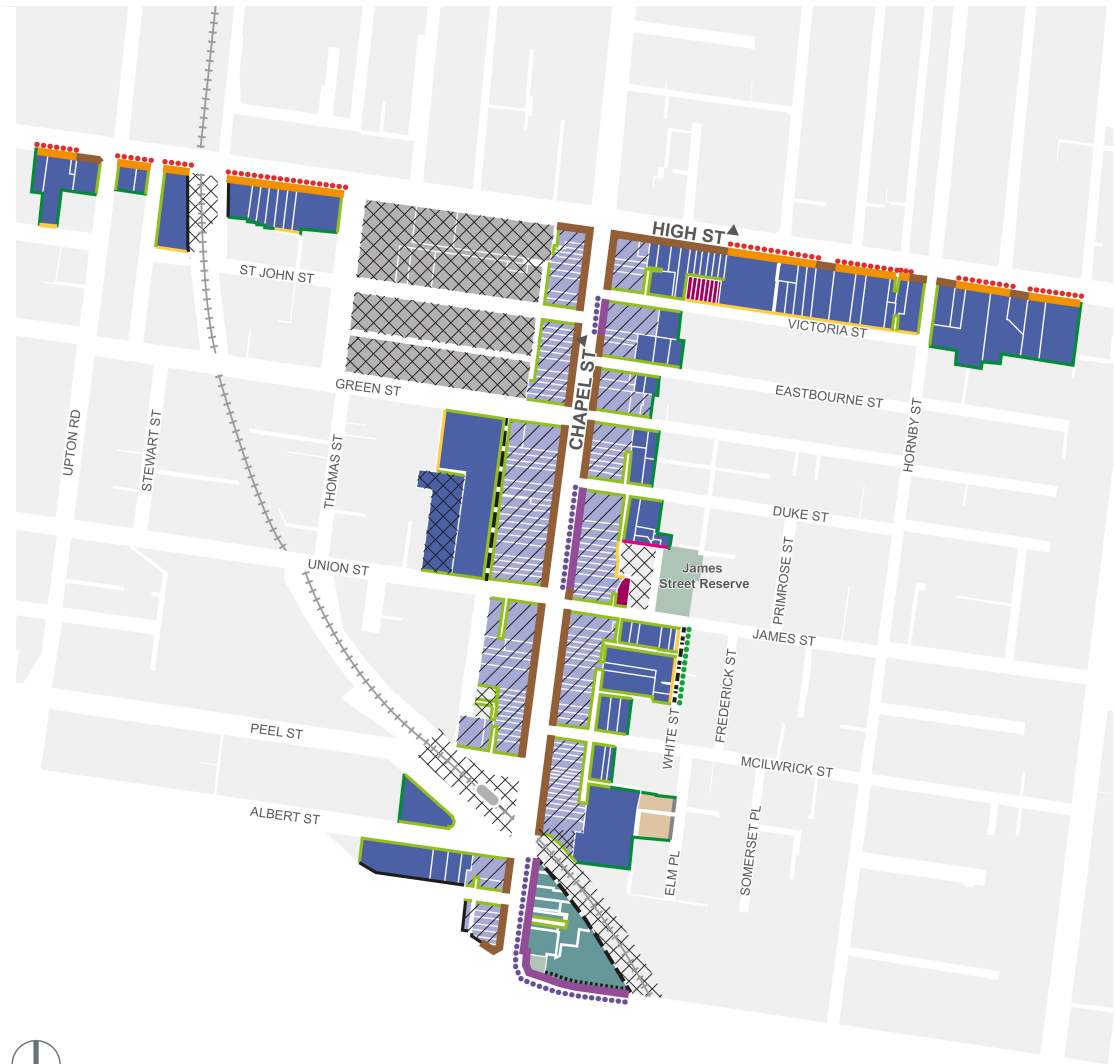 HIGH ST
ST JOHN ST
VICTORIA ST
CHAPEL ST
GREEN ST
EASTBOURNE ST
HORNBY ST
UPTON RD
STEWART ST
THOMAS ST
DUKE ST
UNION ST
James
Street Reserve
PRIMROSE ST
JAMES ST
FREDERICK ST
WHITE ST
PEEL ST
MCILWRICK ST
ALBERT ST
ELM PL
SOMERSET PL